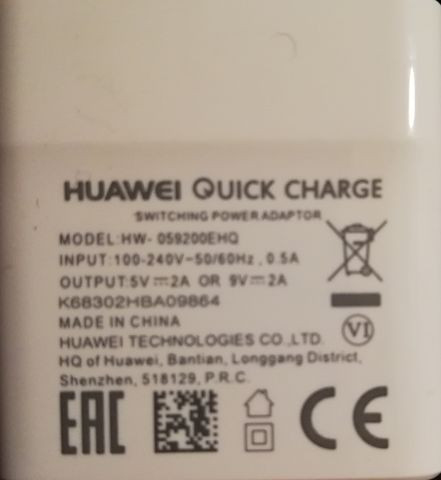 HUAWEI QUICK CHARGE
SWITCHING POWER ADAPTOR
MODEL:HW- 059200EHQ
INPUT:100-240V~50/60Hz , 0.5A
OUTPUT:5V⎓2A OR 9V⎓2A
K68302HBA09864
MADE IN CHINA
VI
HUAWEI TECHNOLOGIES CO.,LTD.
HQ of Huawei, Bantian, Longgang District,
Shenzhen, 518129, P.R.C.
EAC CE